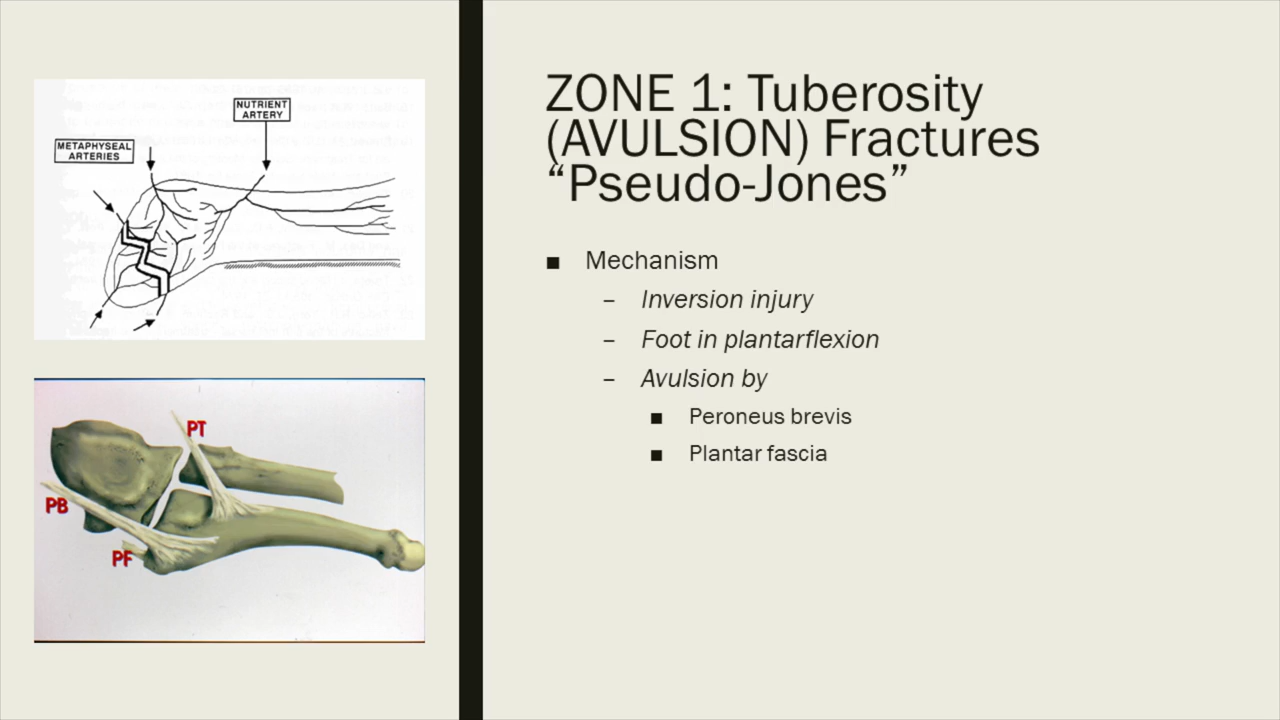 NUTRIENT
ARTERY
METAPHYSEAL
ARTERIES
PT
PB
PF
ZONE 1: Tuberosity
(AVULSION) Fractures
“Pseudo-Jones”
■ Mechanism
– Inversion injury
– Foot in plantarflexion
– Avulsion by
■ Peroneus brevis
■ Plantar fascia